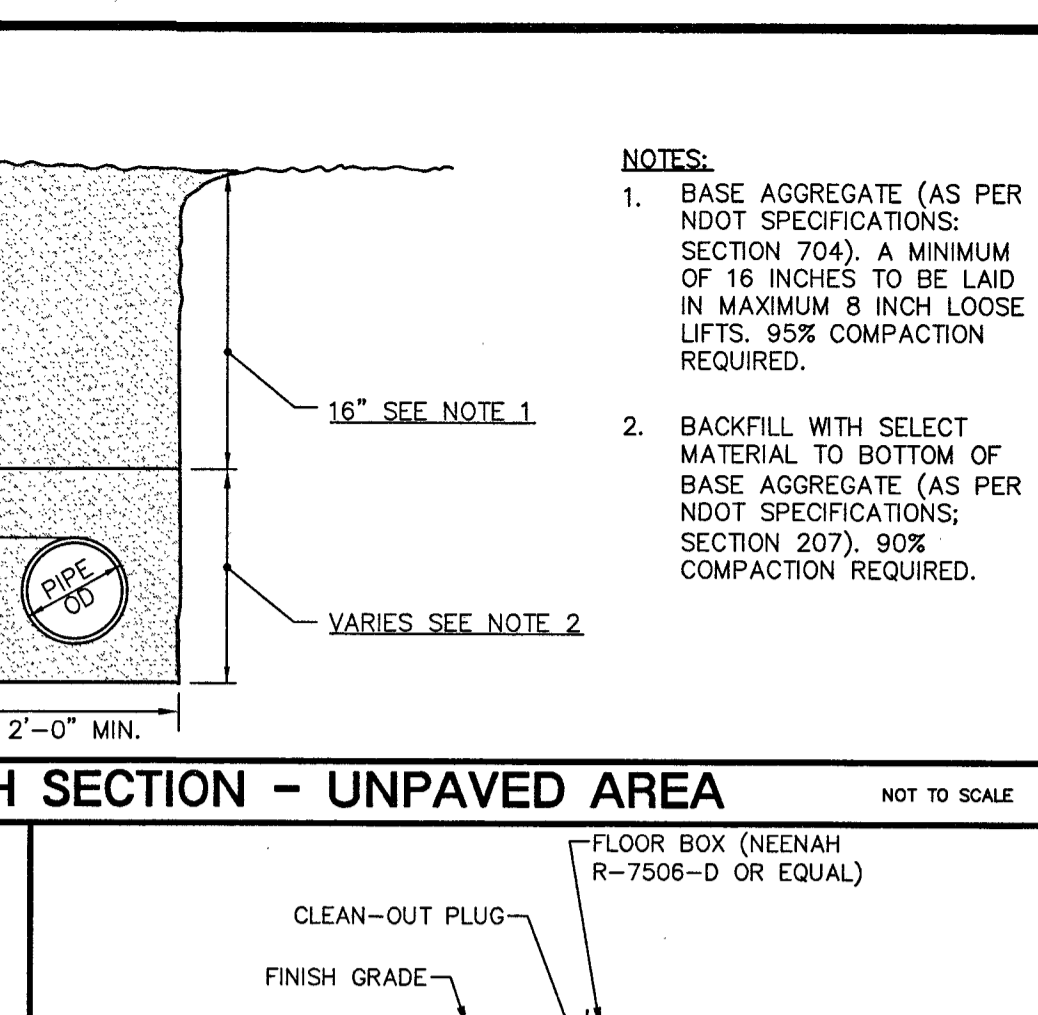 NOTES:
1. BASE AGGREGATE (AS PER
NDOT SPECIFICATIONS:
SECTION 704). A MINIMUM
OF 16 INCHES TO BE LAID
IN MAXIMUM 8 INCH LOOSE
LIFTS. 95% COMPACTION
REQUIRED.
16" SEE NOTE 1
2. BACKFILL WITH SELECT
MATERIAL TO BOTTOM OF
BASE AGGREGATE (AS PER
NDOT SPECIFICATIONS;
SECTION 207). 90%
COMPACTION REQUIRED.
PIPE
OD
VARIES SEE NOTE 2
2'-0" MIN.
H SECTION - UNPAVED AREA
NOT TO SCALE
FLOOR BOX (NEENAH
R-7506-D OR EQUAL)
CLEAN-OUT PLUG
FINISH GRADE